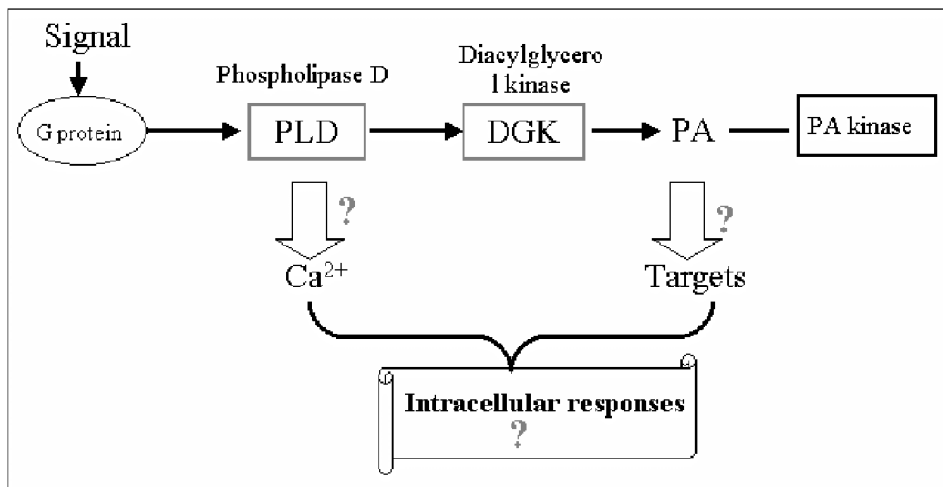 Signal
Phospholipase D
Diacylglycero
l kinase
G protein
PLD
DGK
PA
PA kinase
?
?
Ca²⁺
Targets
Intracellular responses
?